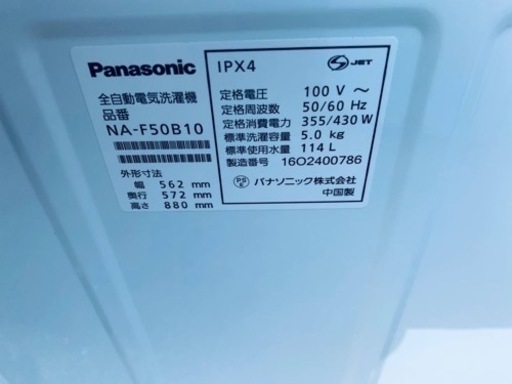 Panasonic
全自動電気洗濯機
品番
NA-F50B10
外形寸法
幅 562 mm
奥行 572 mm
高さ 880 mm
IPX4
S JET
定格電圧 100 V ～
定格周波数 50/60 Hz
定格消費電力 355/430 W
標準洗濯容量 5.0 kg
標準使用水量 114 L
製造番号 16O2400786
PS E パナソニック株式会社
中国製